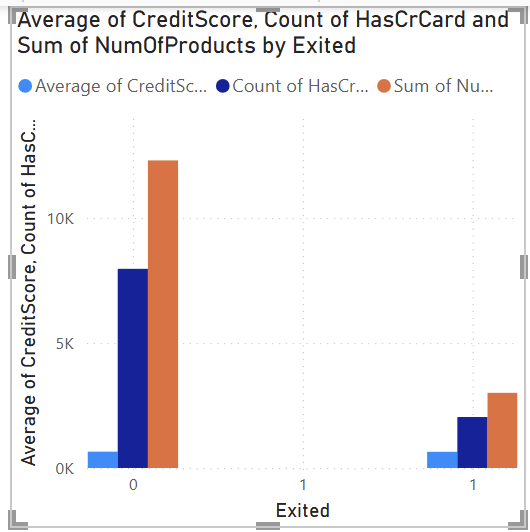 Average of CreditScore, Count of HasCrCard and
Sum of NumOfProducts by Exited
Average of CreditSc... Count of HasCr... Sum of Nu...
Average of CreditScore, Count of HasC...
10K
5K
0K
0 1 1
Exited